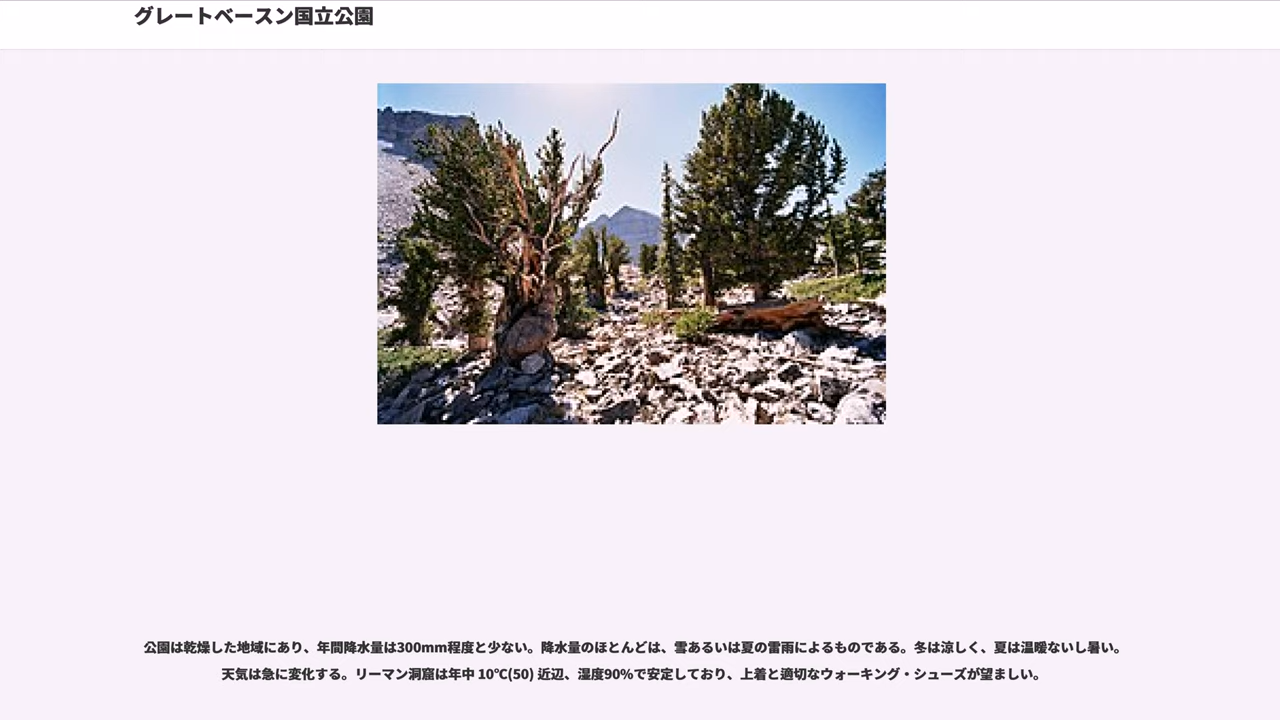 グレートベースン国立公園
公園は乾燥した地域にあり、年間降水量は300mm程度と少ない。降水量のほとんどは、雪あるいは夏の雷雨によるものである。冬は涼しく、夏は温暖ないし暑い。
天気は急に変化する。リーマン洞窟は年中 10℃(50) 近辺、湿度90%で安定しており、上着と適切なウォーキング・シューズが望ましい。